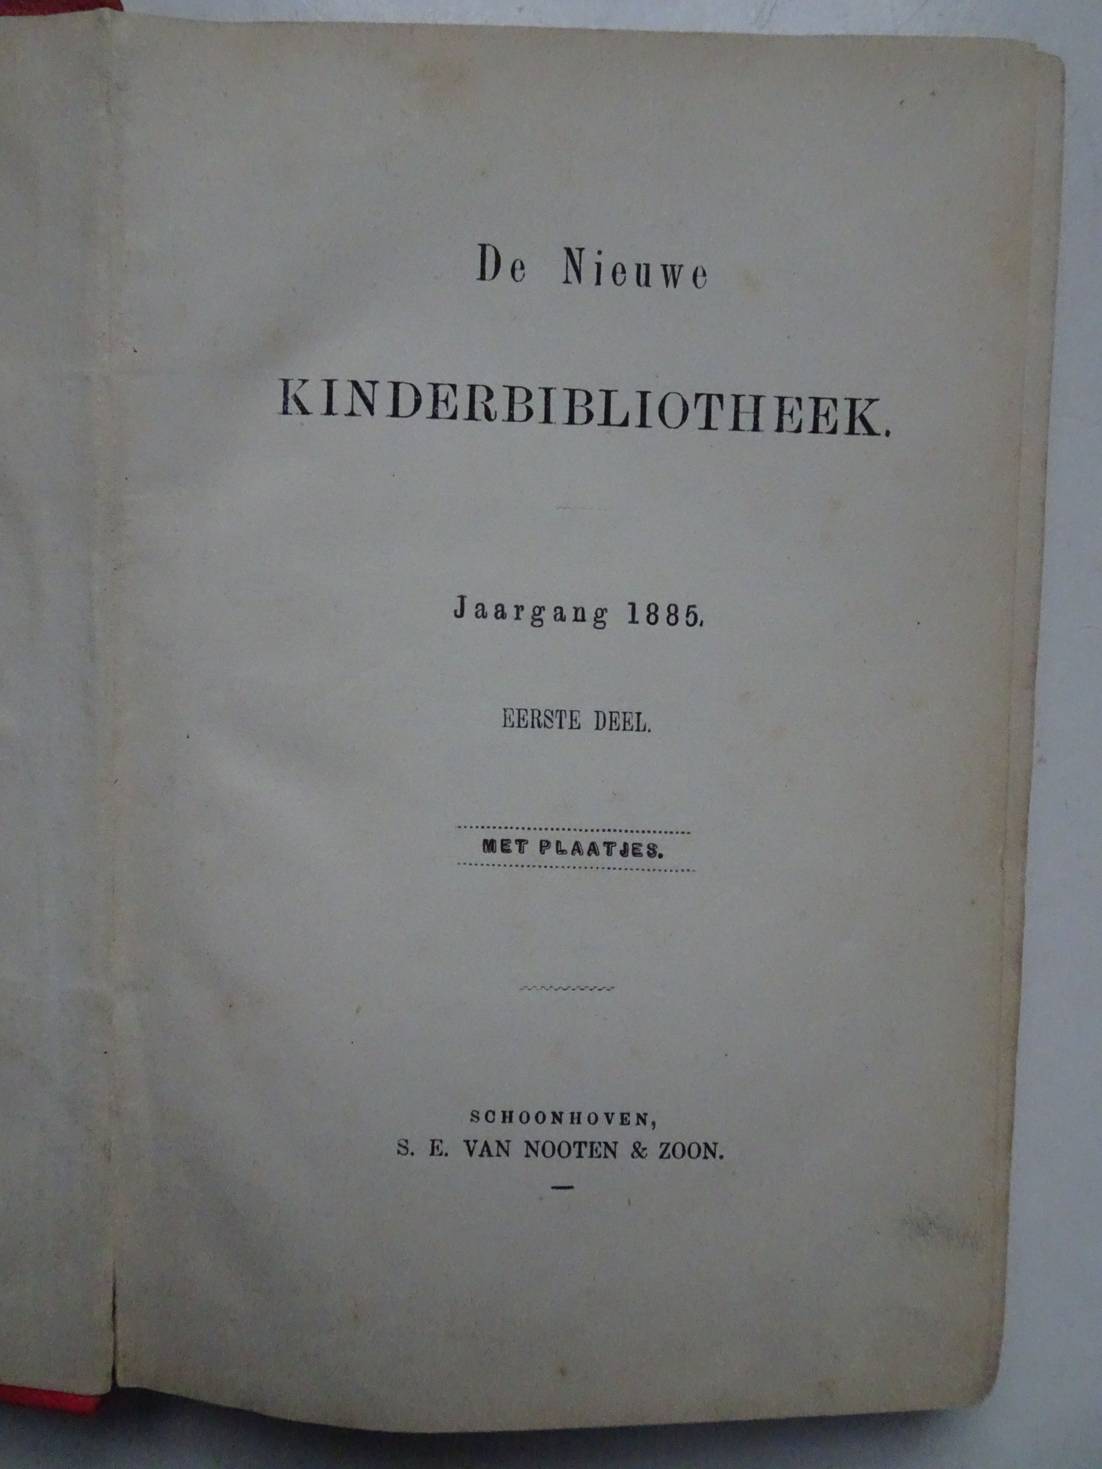 De Nieuwe
KINDERBIBLIOTHEEK.
Jaargang 1885.
EERSTE DEEL.
MET PLAATJES.
SCHOONHOVEN,
S. E. VAN NOOTEN & ZOON.